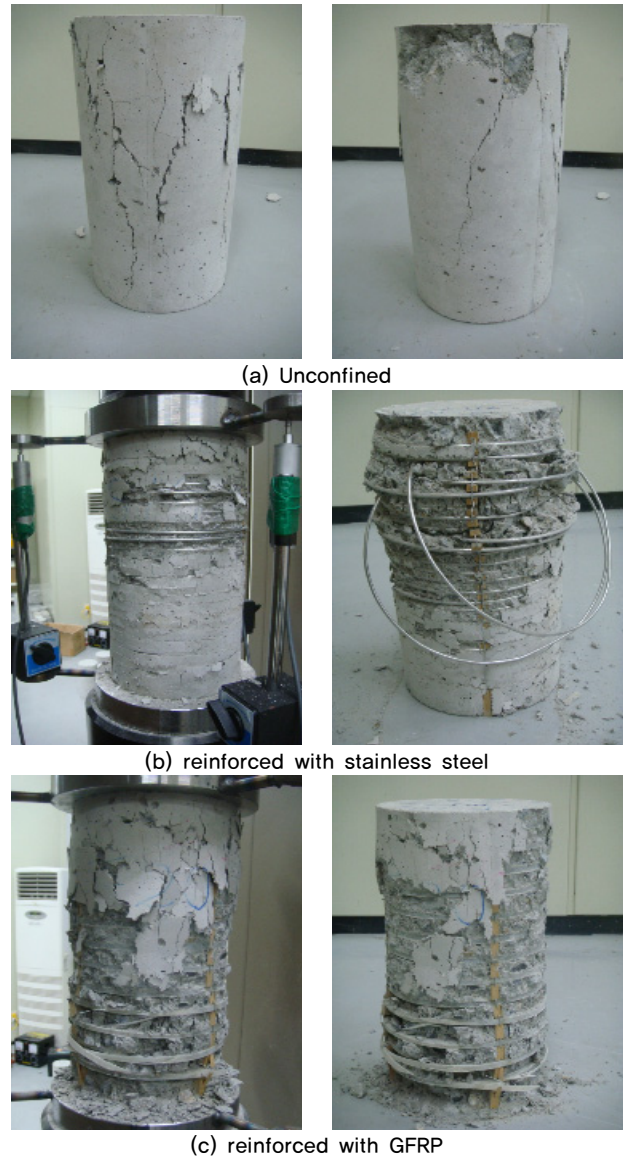 (a) Unconfined
(b) reinforced with stainless steel
(c) reinforced with GFRP